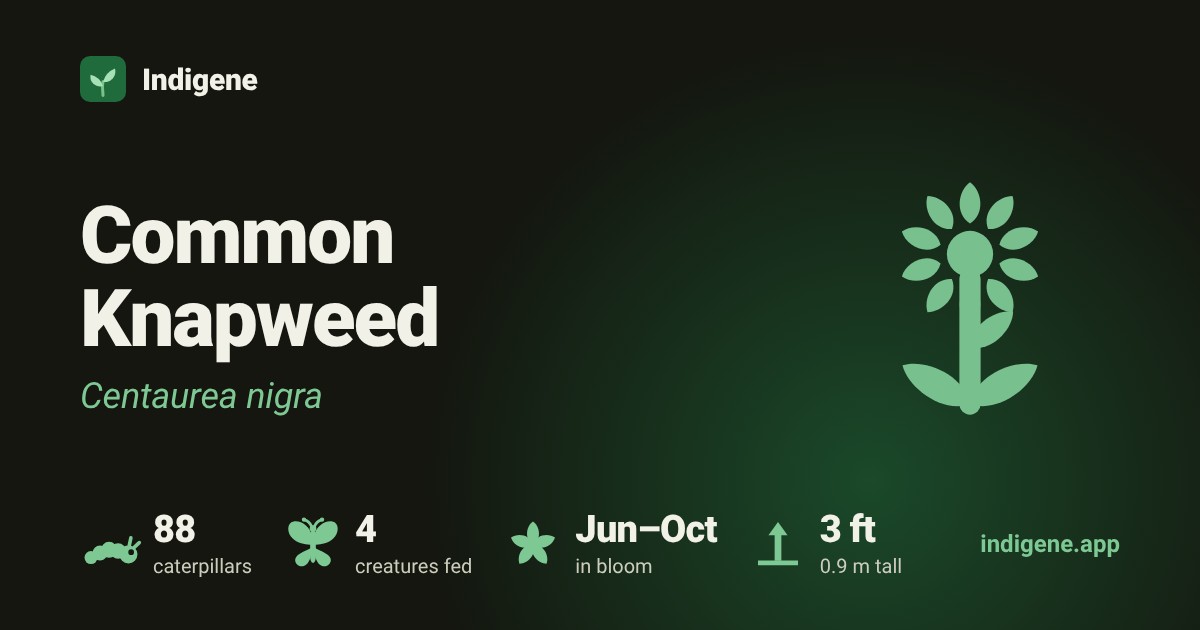 Indigene
Common
Knapweed
Centaurea nigra
88
caterpillars
4
creatures fed
Jun–Oct
in bloom
3 ft
0.9 m tall
indigene.app